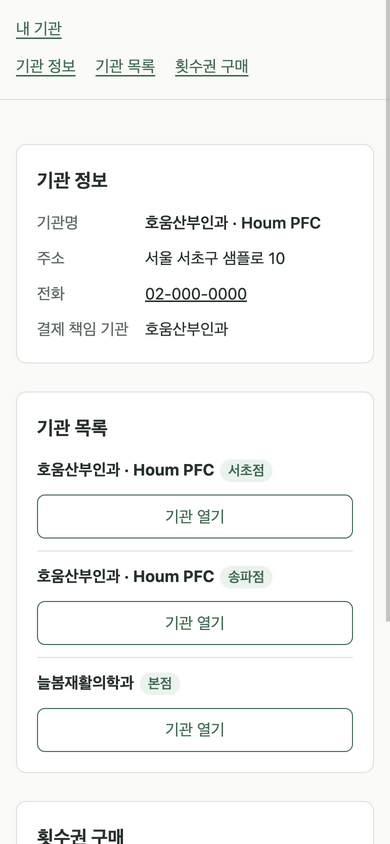 내 기관
기관 정보 기관 목록 횟수권 구매
기관 정보
기관명 호움산부인과 · Houm PFC
주소 서울 서초구 샘플로 10
전화 02-000-0000
결제 책임 기관 호움산부인과
기관 목록
호움산부인과 · Houm PFC 서초점
기관 열기
호움산부인과 · Houm PFC 송파점
기관 열기
늘봄재활의학과 본점
기관 열기
횟수권 구매